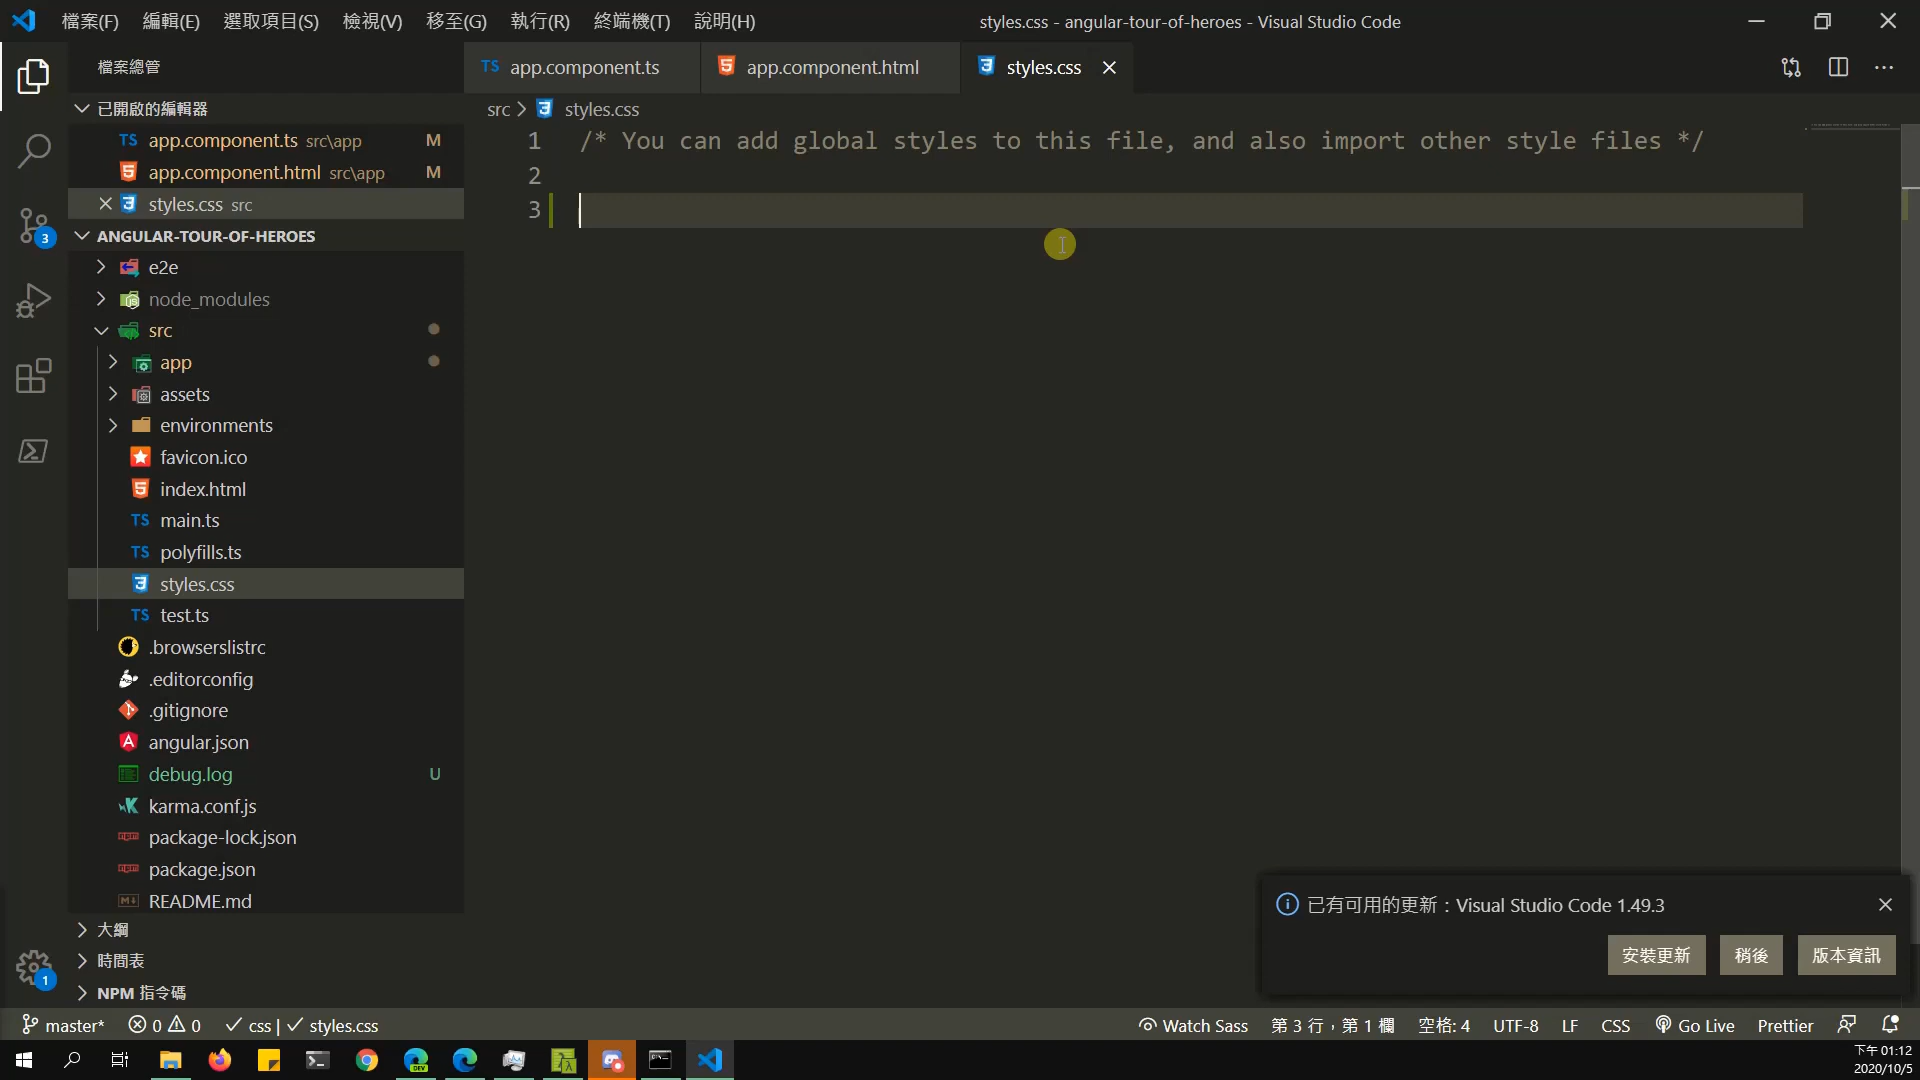 檔案(F) 編輯(E) 選取項目(S) 檢視(V) 移至(G) 執行(R) 終端機(T) 說明(H)
styles.css - angular-tour-of-heroes - Visual Studio Code
檔案總管
TS app.component.ts
app.component.html
styles.css
已開啟的編輯器
TS app.component.ts src\app M
app.component.html src\app M
styles.css src
ANGULAR-TOUR-OF-HEROES
e2e
node_modules
src
app
assets
environments
favicon.ico
index.html
TS main.ts
TS polyfills.ts
styles.css
TS test.ts
.browserslistrc
.editorconfig
.gitignore
angular.json
debug.log U
karma.conf.js
package-lock.json
package.json
README.md
大綱
時間表
NPM 指令碼
src > styles.css
1 /* You can add global styles to this file, and also import other style files */
2
3
已有可用的更新：Visual Studio Code 1.49.3
安裝更新 稍後 版本資訊
3
1
master* 0 0 css | styles.css
Watch Sass 第 3 行，第 1 欄 空格: 4 UTF-8 LF CSS Go Live Prettier
下午 01:12
2020/10/5